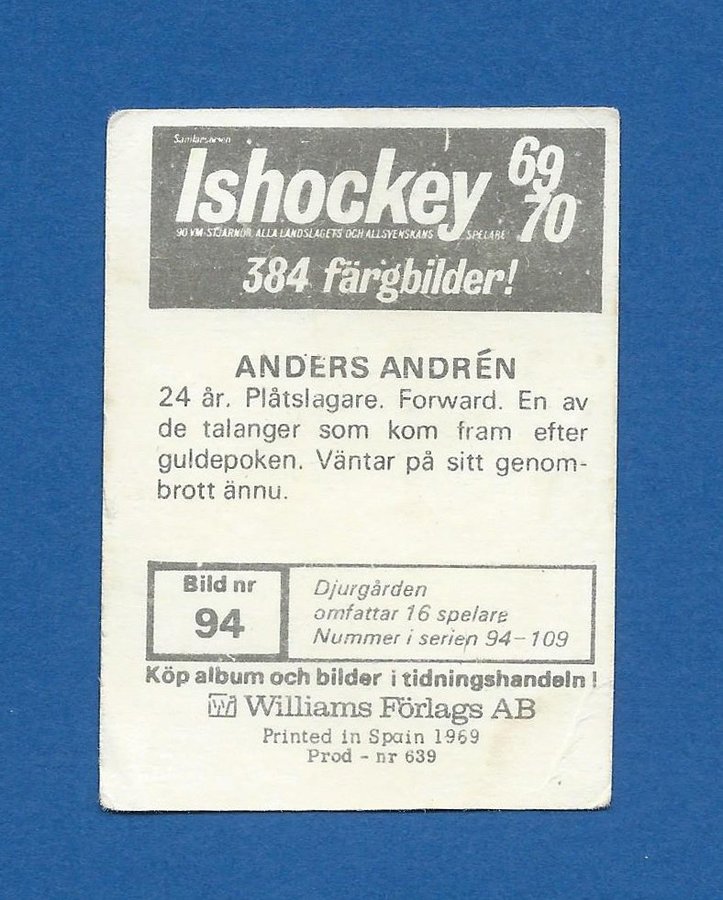 Samlarserien
Ishockey 69 70
90 VM-STJÄRNOR, ALLA LANDSLAGETS OCH ALLSVENSKANS SPELARE
384 färgbilder!
ANDERS ANDRÉN
24 år. Plåtslagare. Forward. En av
de talanger som kom fram efter
guldepoken. Väntar på sitt genom-
brott ännu.
Bild nr
94
Djurgården
omfattar 16 spelare
Nummer i serien 94-109
Köp album och bilder i tidningshandeln!
W Williams Förlags AB
Printed in Spain 1969
Prod - nr 639